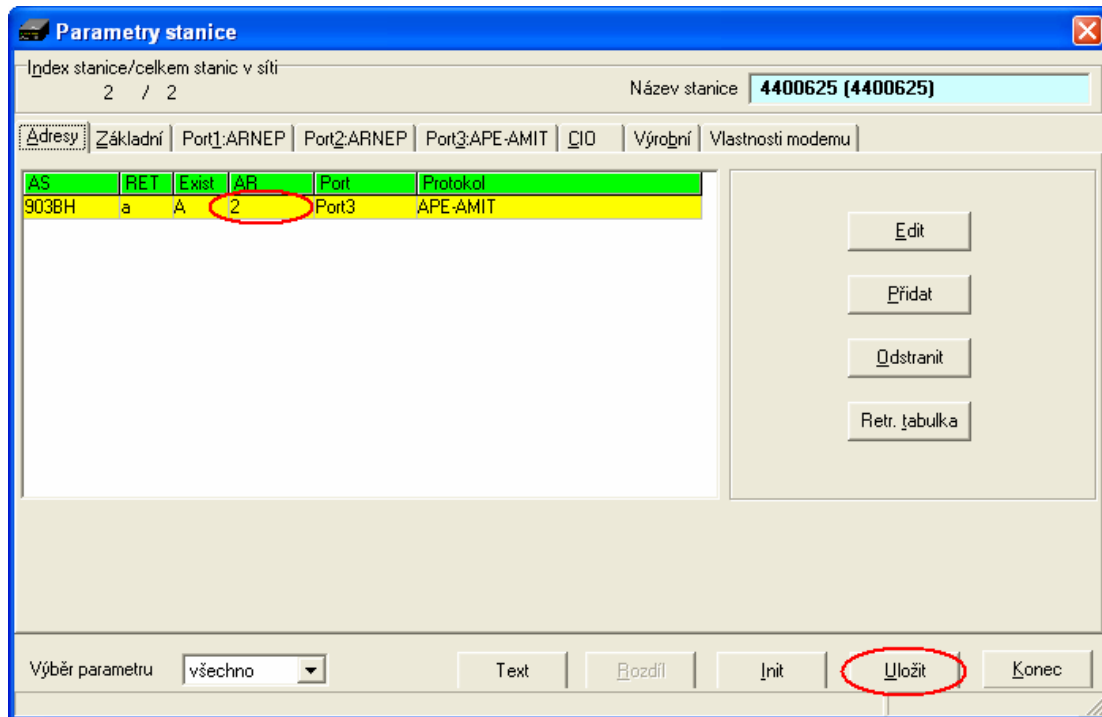 Parametry stanice
Index stanice/celkem stanic v síti
2 / 2
Název stanice 4400625 (4400625)
Adresy Základní Port1:ARNEP Port2:ARNEP Port3:APE-AMIT CIO Výrobní Vlastnosti modemu
AS RET Exist AR Port Protokol
903BH a A 2 Port3 APE-AMIT
Edit
Přidat
Odstranit
Retr. tabulka
Výběr parametru všechno Text Rozdíl Init Uložit Konec